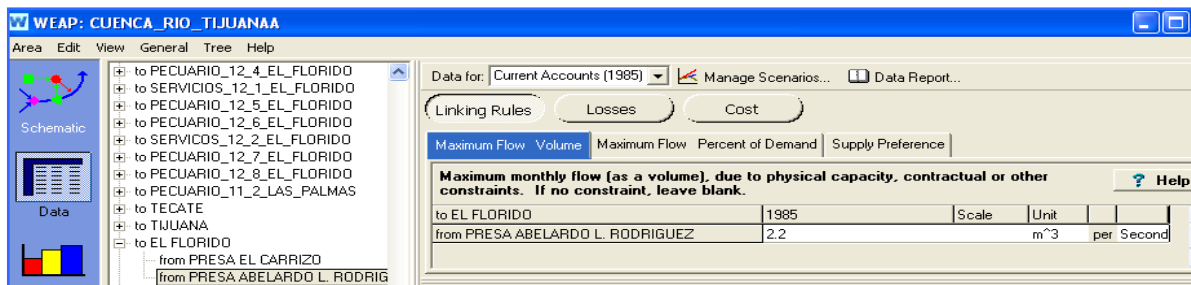 WEAP: CUENCA_RIO_TIJUANAA
Area Edit View General Tree Help
Schematic
Data
to PECUARIO_12_4_EL_FLORIDO
to SERVICIOS_12_1_EL_FLORIDO
to PECUARIO_12_5_EL_FLORIDO
to PECUARIO_12_6_EL_FLORIDO
to SERVICOS_12_2_EL_FLORIDO
to PECUARIO_12_7_EL_FLORIDO
to PECUARIO_12_8_EL_FLORIDO
to PECUARIO_11_2_LAS_PALMAS
to TECATE
to TIJUANA
to EL FLORIDO
from PRESA EL CARRIZO
from PRESA ABELARDO L. RODRIG
Data for: Current Accounts (1985) Manage Scenarios... Data Report...
Linking Rules Losses Cost
Maximum Flow Volume Maximum Flow Percent of Demand Supply Preference
Maximum monthly flow (as a volume), due to physical capacity, contractual or other
constraints. If no constraint, leave blank.
? Help
to EL FLORIDO 1985 Scale Unit
from PRESA ABELARDO L. RODRIGUEZ 2.2 m^3 per Second